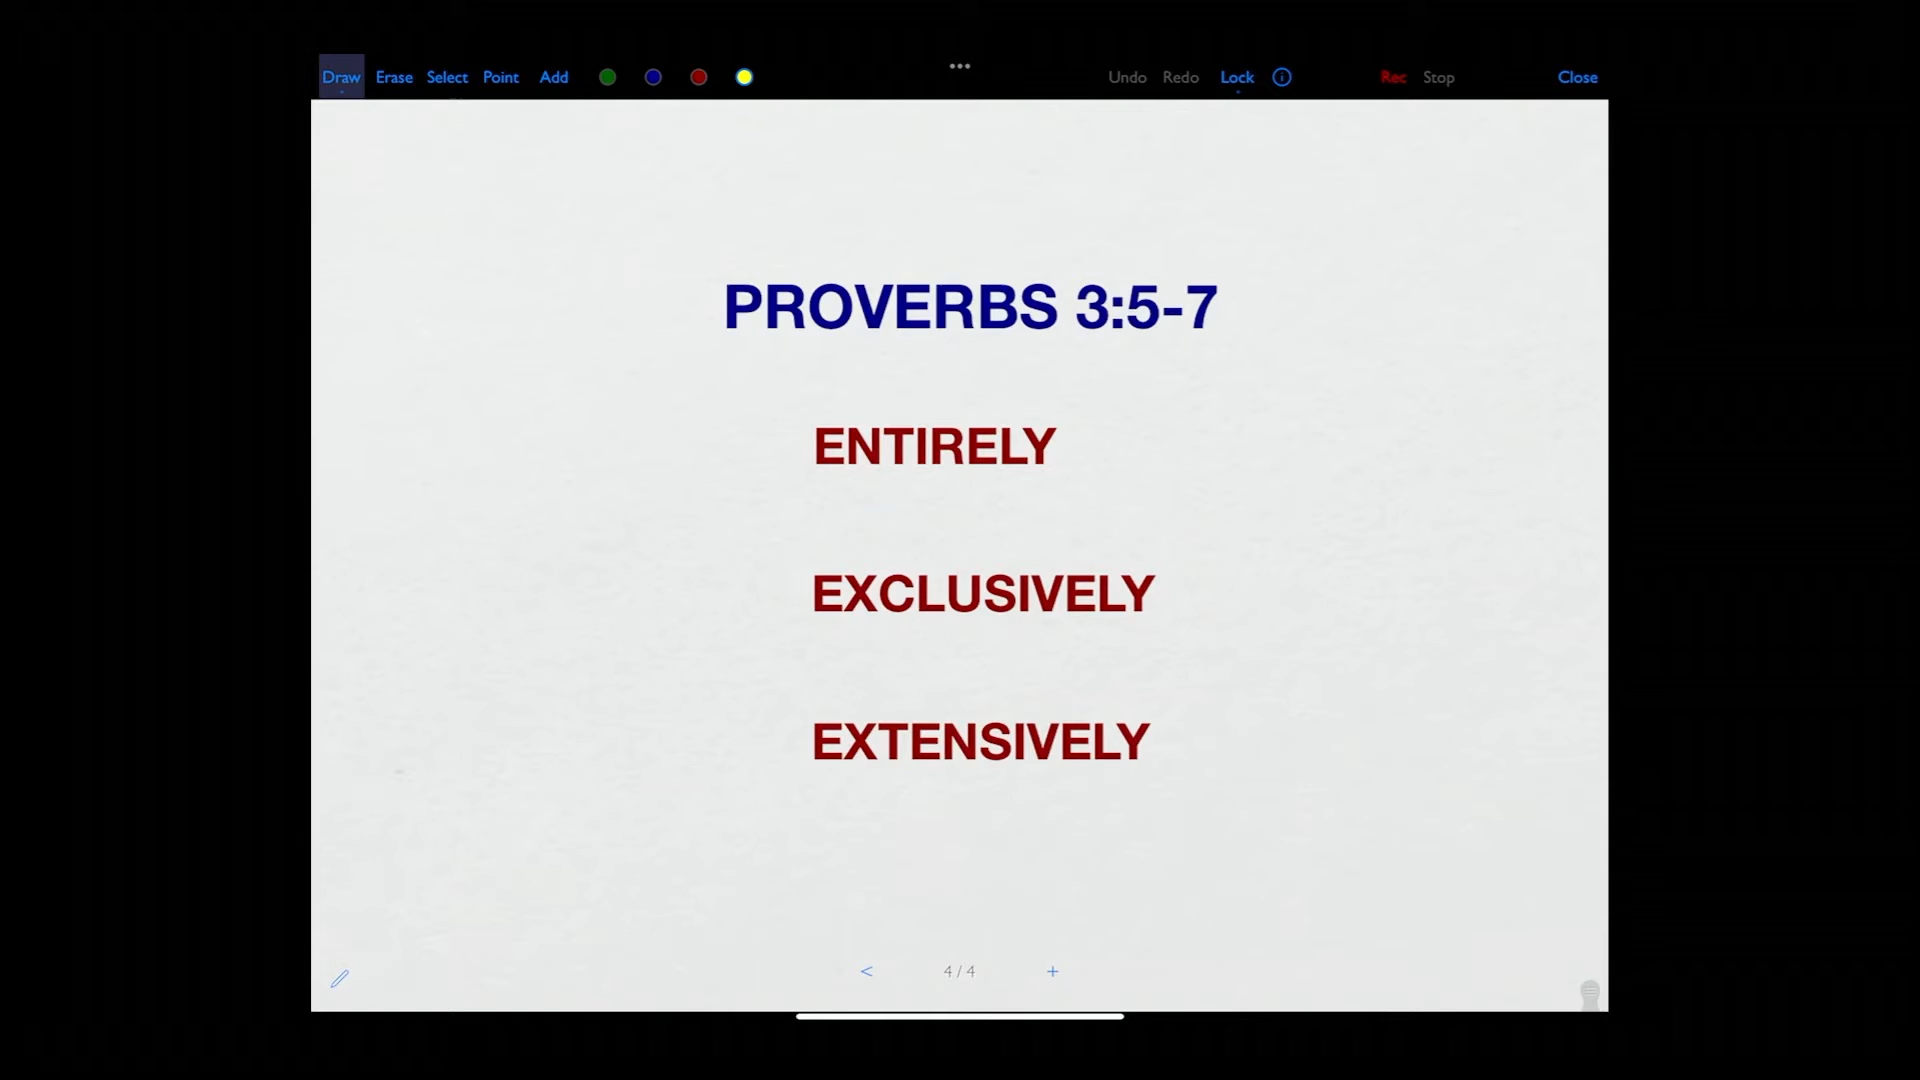 Draw Erase Select Point Add Undo Redo Lock Rec Stop Close
PROVERBS 3:5-7
ENTIRELY
EXCLUSIVELY
EXTENSIVELY
< 4 / 4 +